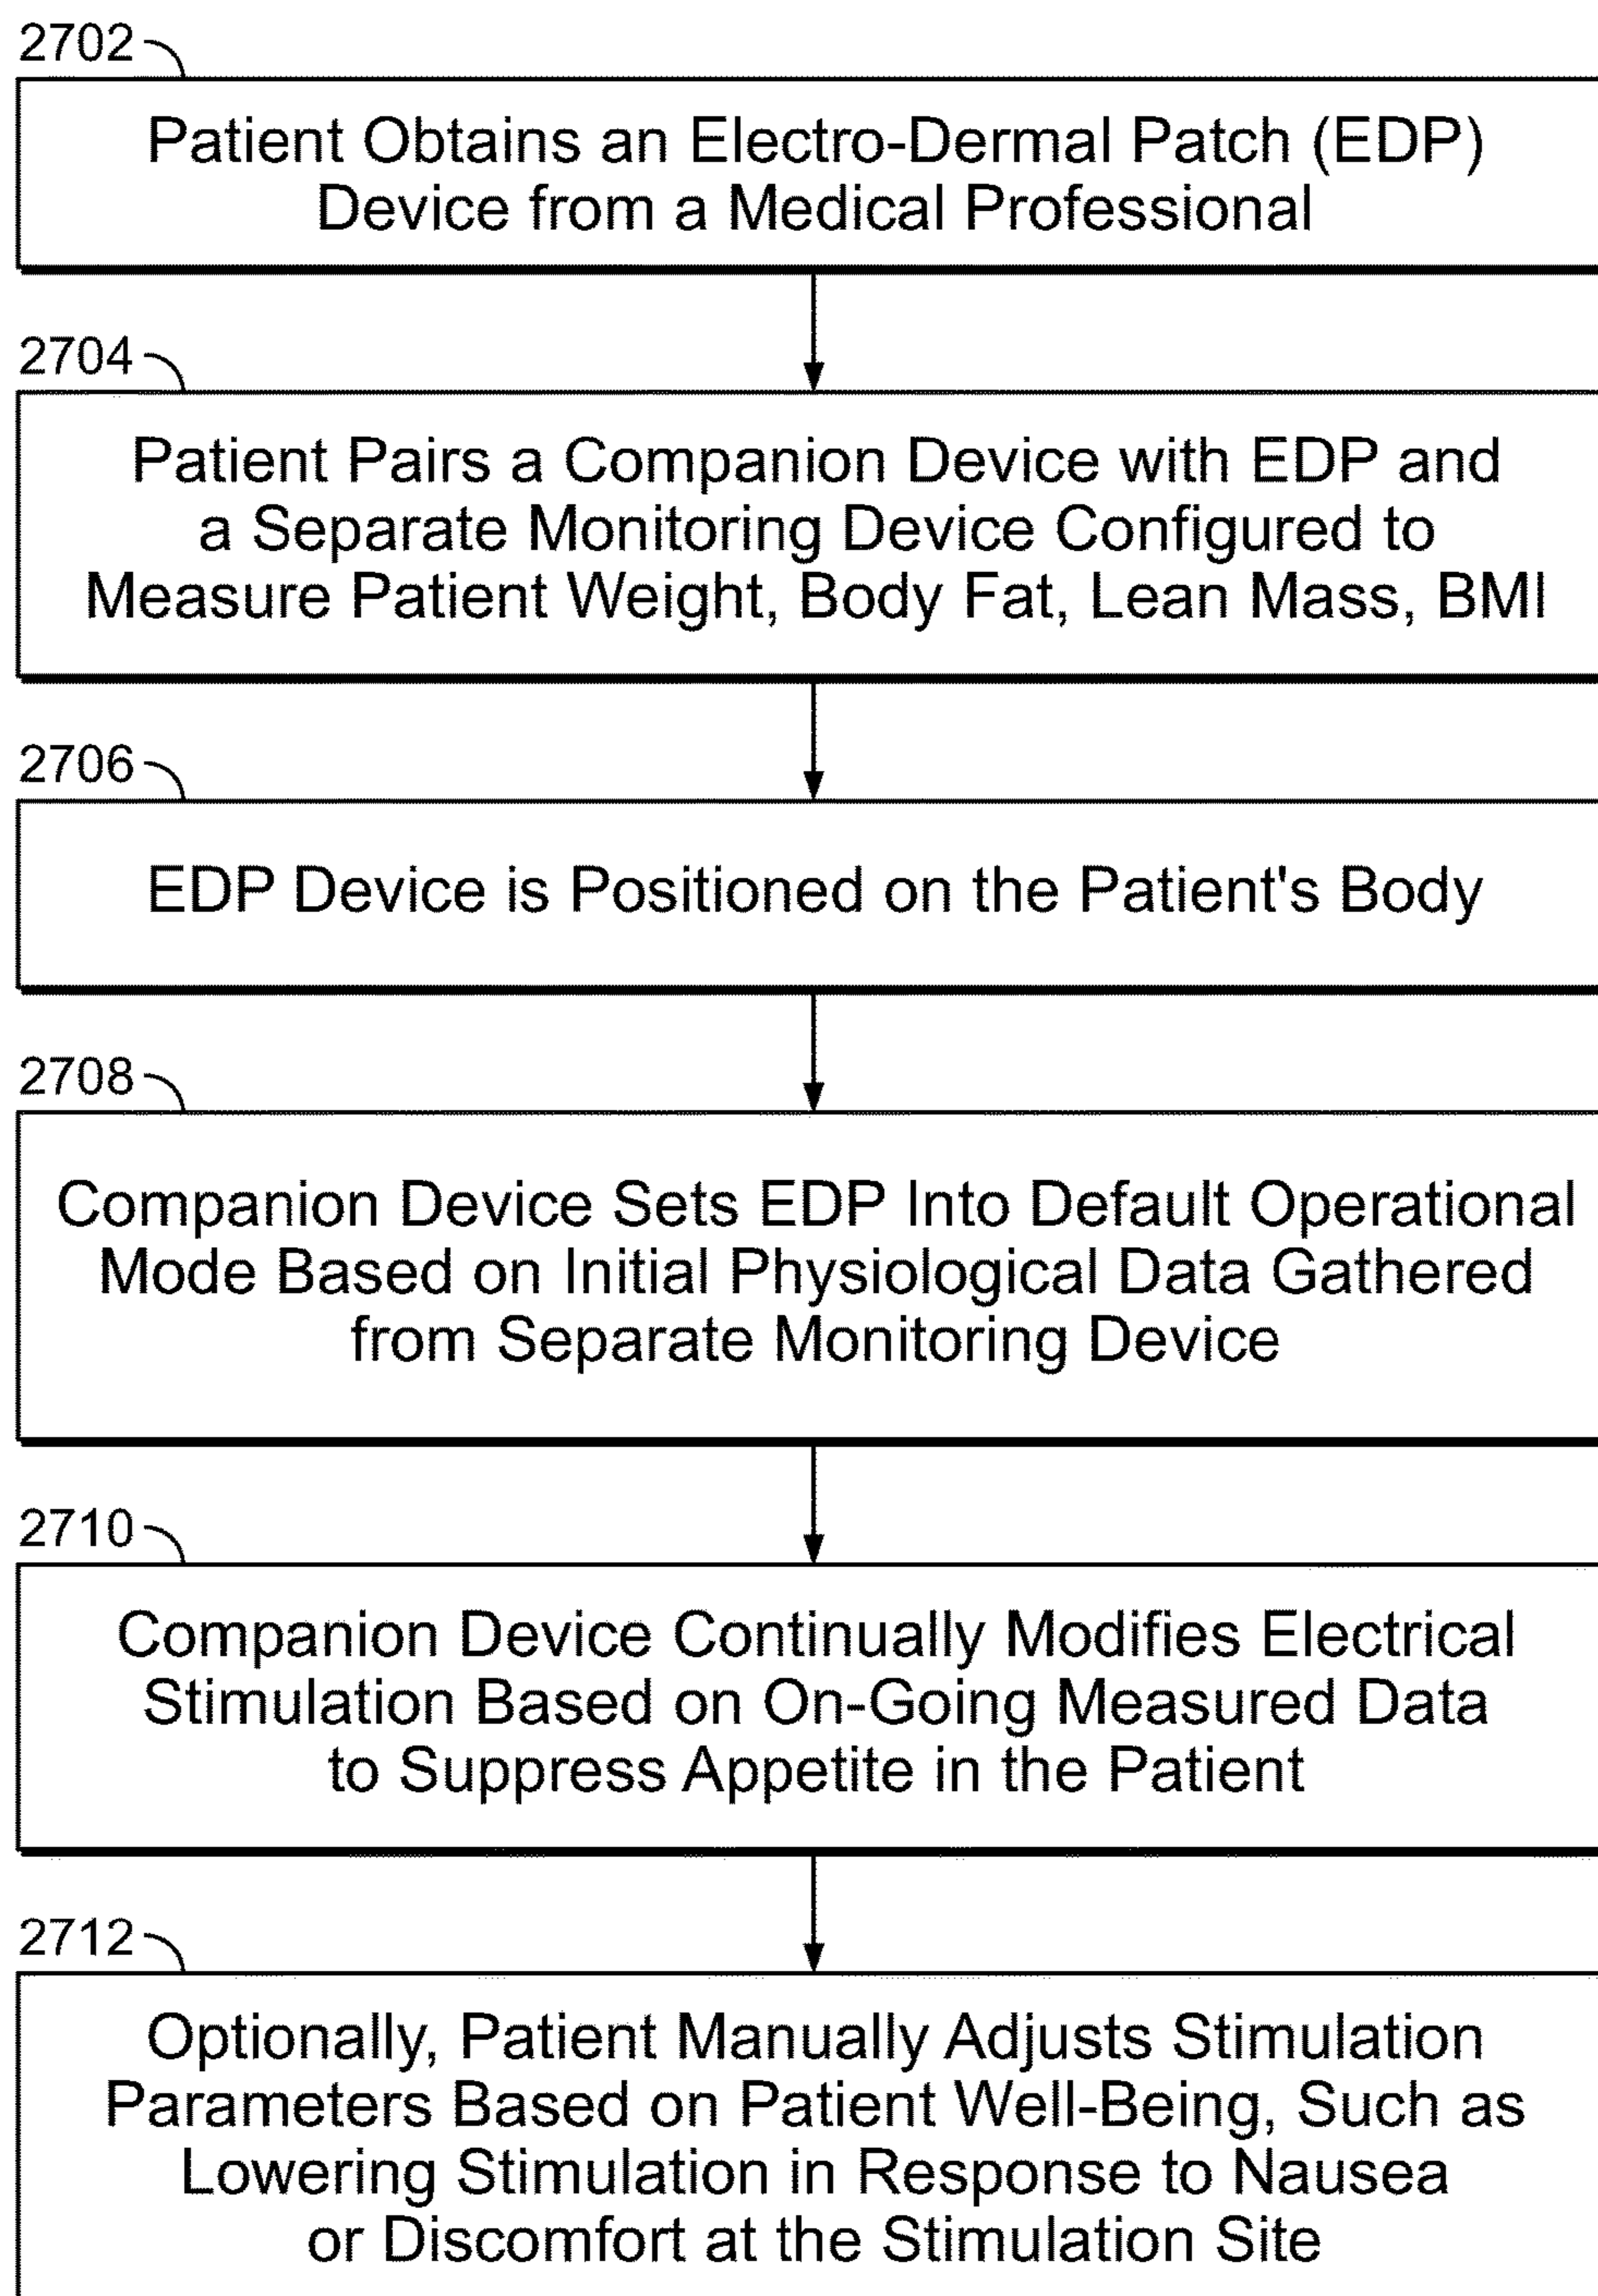 2702
Patient Obtains an Electro-Dermal Patch (EDP)
Device from a Medical Professional
2704
Patient Pairs a Companion Device with EDP and
a Separate Monitoring Device Configured to
Measure Patient Weight, Body Fat, Lean Mass, BMI
2706
EDP Device is Positioned on the Patient's Body
2708
Companion Device Sets EDP Into Default Operational
Mode Based on Initial Physiological Data Gathered
from Separate Monitoring Device
2710
Companion Device Continually Modifies Electrical
Stimulation Based on On-Going Measured Data
to Suppress Appetite in the Patient
2712
Optionally, Patient Manually Adjusts Stimulation
Parameters Based on Patient Well-Being, Such as
Lowering Stimulation in Response to Nausea
or Discomfort at the Stimulation Site